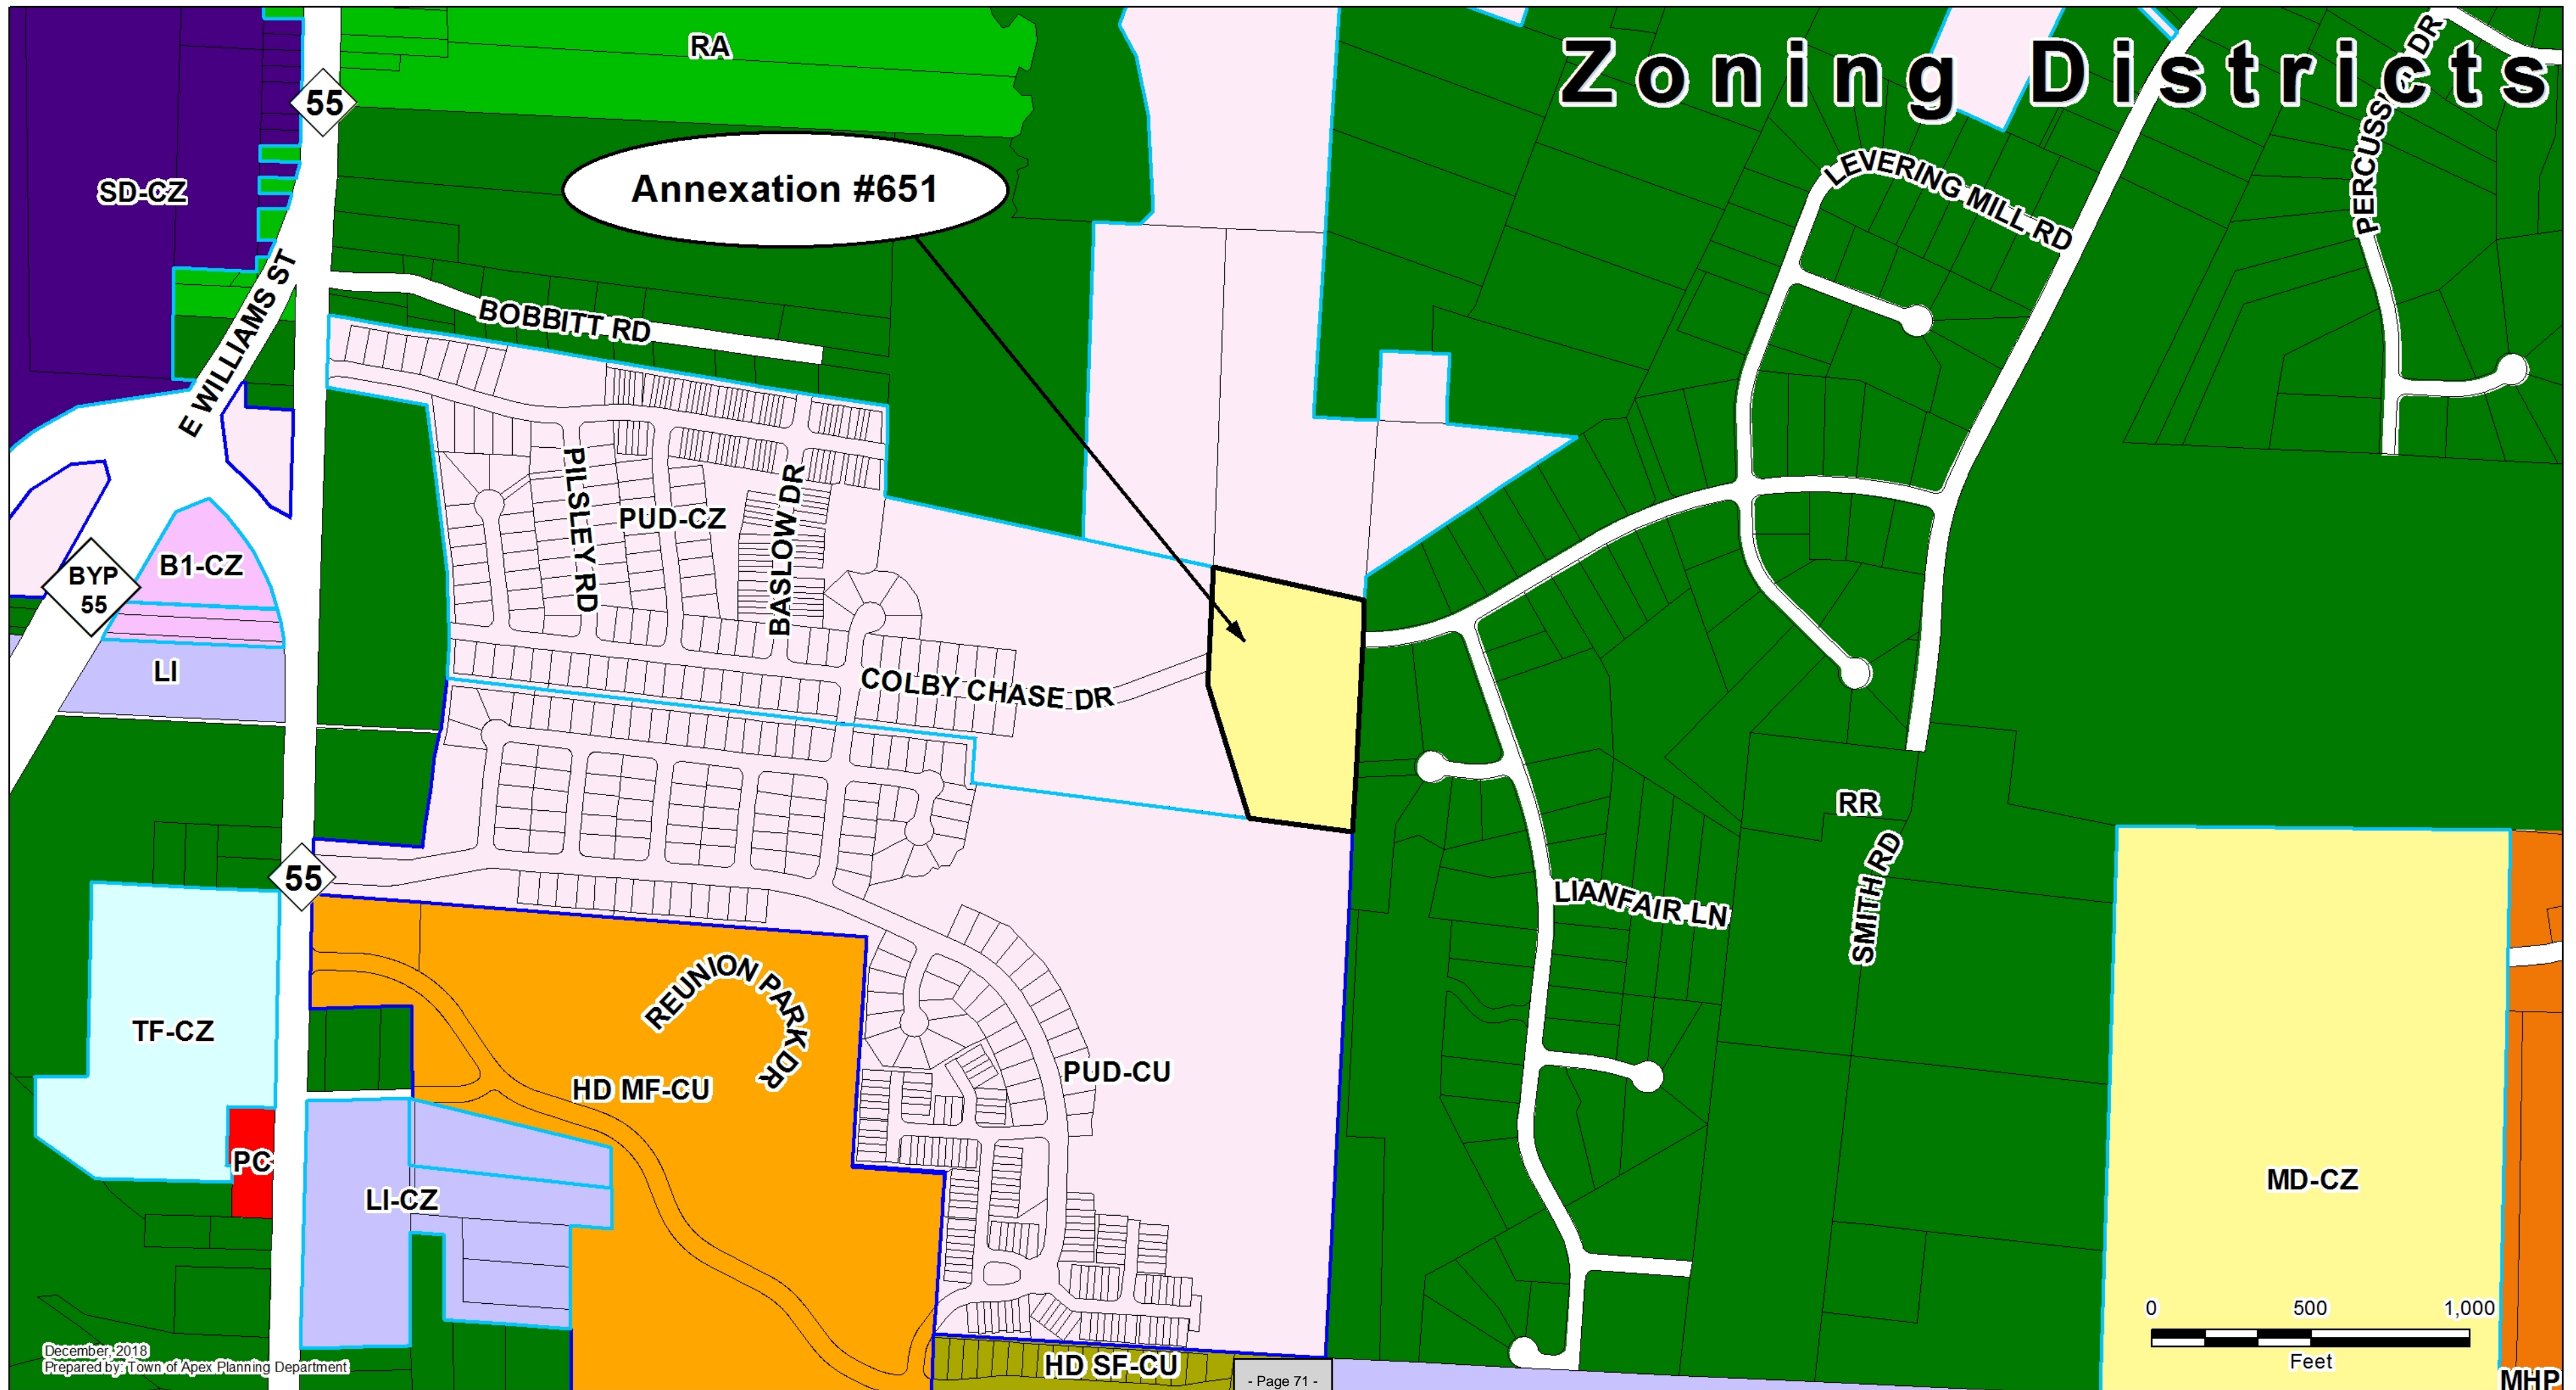 Zoning Districts
RA
55
SD-CZ
Annexation #651
LEVERING MILL RD
DR
E WILLIAMS ST
BOBBITT RD
PILSLEY RD
PUD-CZ
BASLOW DR
B1-CZ
BYP
55
LI
COLBY CHASE DR
RR
SMITH RD
55
LIANFAIR LN
REUNION PARK DR
TF-CZ
HD MF-CU
PUD-CU
PC
LI-CZ
MD-CZ
0 500 1,000
Feet
December, 2018
Prepared by: Town of Apex Planning Department
HD SF-CU
- Page 71 -
MHP